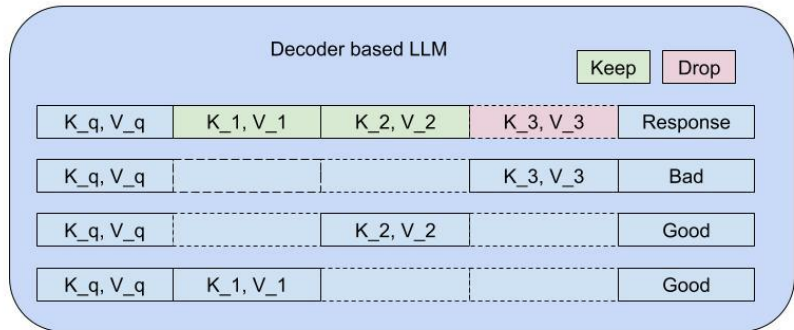 Decoder based LLM
Keep Drop
K_q, V_q K_1, V_1 K_2, V_2 K_3, V_3 Response
K_q, V_q K_3, V_3 Bad
K_q, V_q K_2, V_2 Good
K_q, V_q K_1, V_1 Good